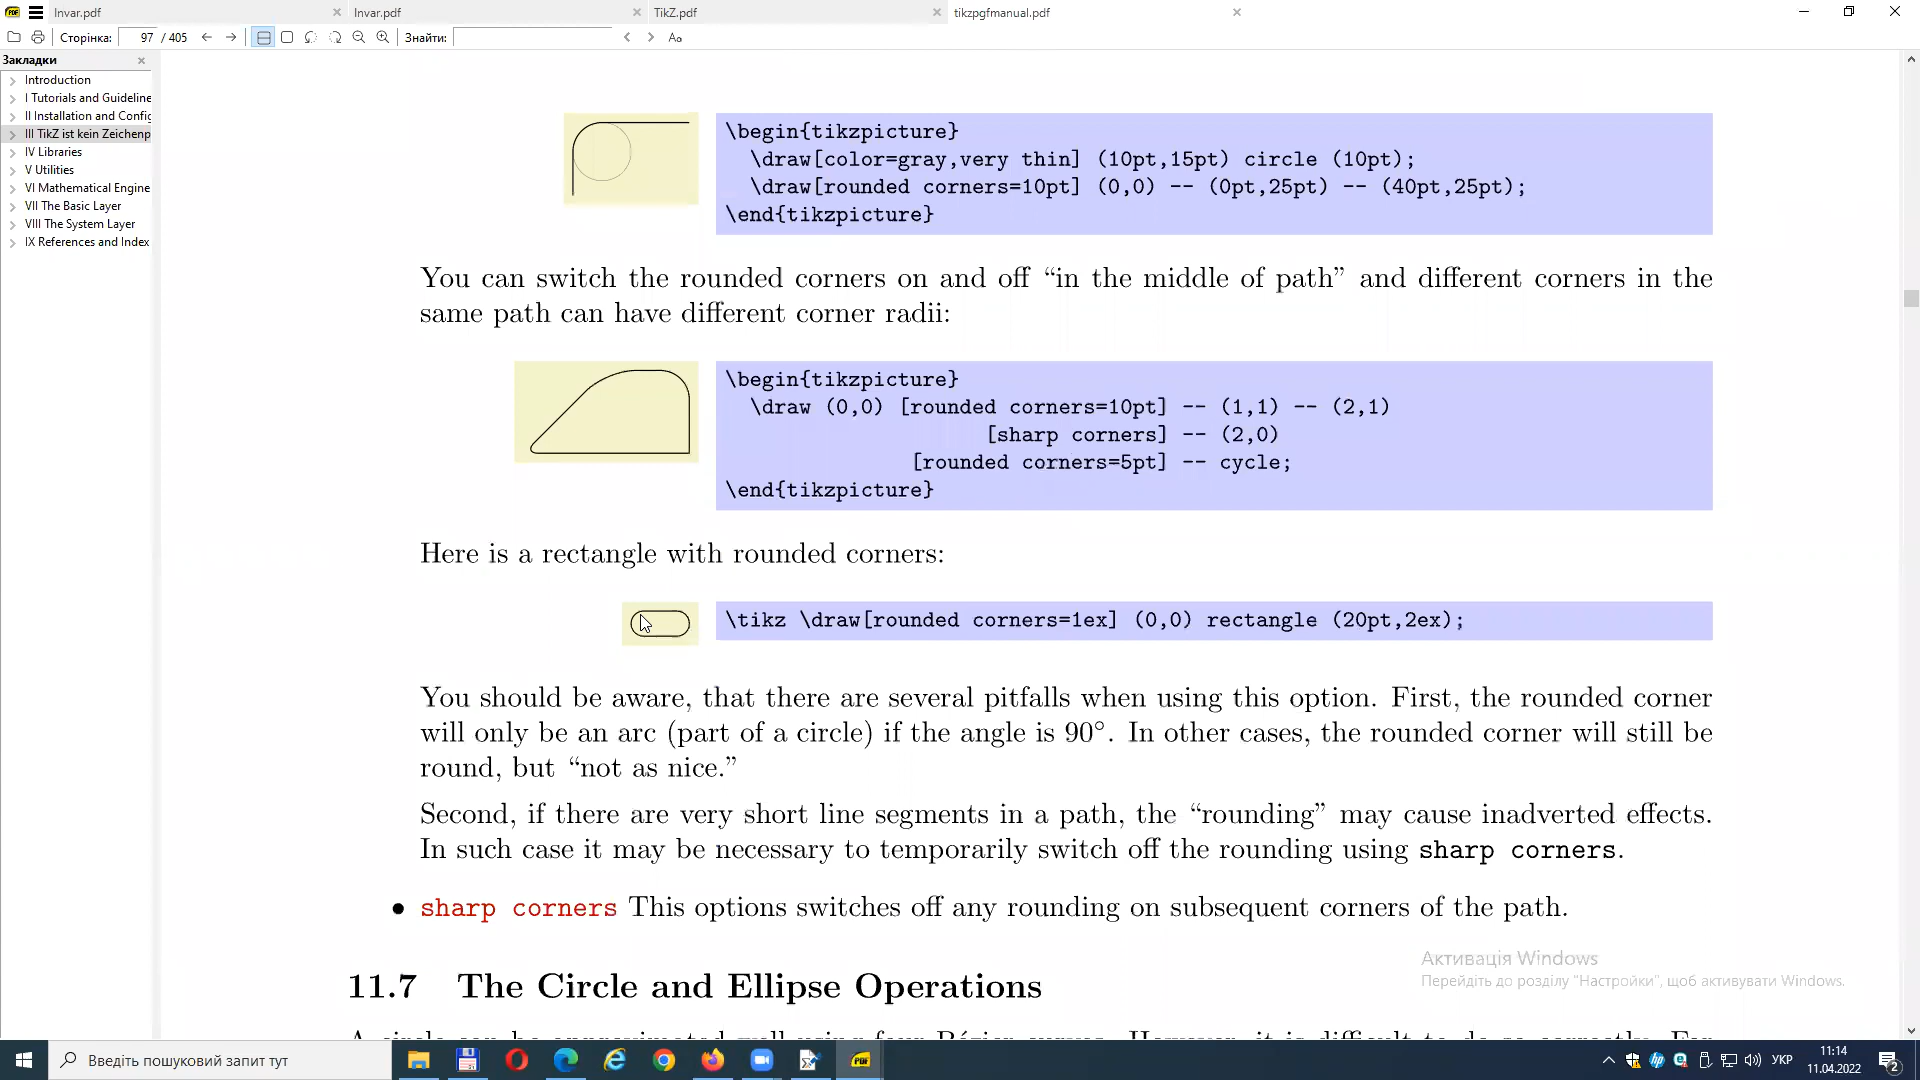 Invar.pdf
Invar.pdf
TikZ.pdf
tikzpgfmanual.pdf
Сторінка: 97 / 405
Знайти:
Закладки
Introduction
I Tutorials and Guideline
II Installation and Config
III TikZ ist kein Zeichenp
IV Libraries
V Utilities
VI Mathematical Engine
VII The Basic Layer
VIII The System Layer
IX References and Index
\begin{tikzpicture}
\draw[color=gray,very thin] (10pt,15pt) circle (10pt);
\draw[rounded corners=10pt] (0,0) -- (0pt,25pt) -- (40pt,25pt);
\end{tikzpicture}
You can switch the rounded corners on and off “in the middle of path” and different corners in the
same path can have different corner radii:
\begin{tikzpicture}
\draw (0,0) [rounded corners=10pt] -- (1,1) -- (2,1)
[sharp corners] -- (2,0)
[rounded corners=5pt] -- cycle;
\end{tikzpicture}
Here is a rectangle with rounded corners:
\tikz \draw[rounded corners=1ex] (0,0) rectangle (20pt,2ex);
You should be aware, that there are several pitfalls when using this option. First, the rounded corner
will only be an arc (part of a circle) if the angle is 90°. In other cases, the rounded corner will still be
round, but “not as nice.”
Second, if there are very short line segments in a path, the “rounding” may cause inadverted effects.
In such case it may be necessary to temporarily switch off the rounding using sharp corners.
• sharp corners This options switches off any rounding on subsequent corners of the path.
Активація Windows
Перейдіть до розділу "Настройки", щоб активувати Windows.
11.7 The Circle and Ellipse Operations
Введіть пошуковий запит тут
УКР
11:14
11.04.2022
2